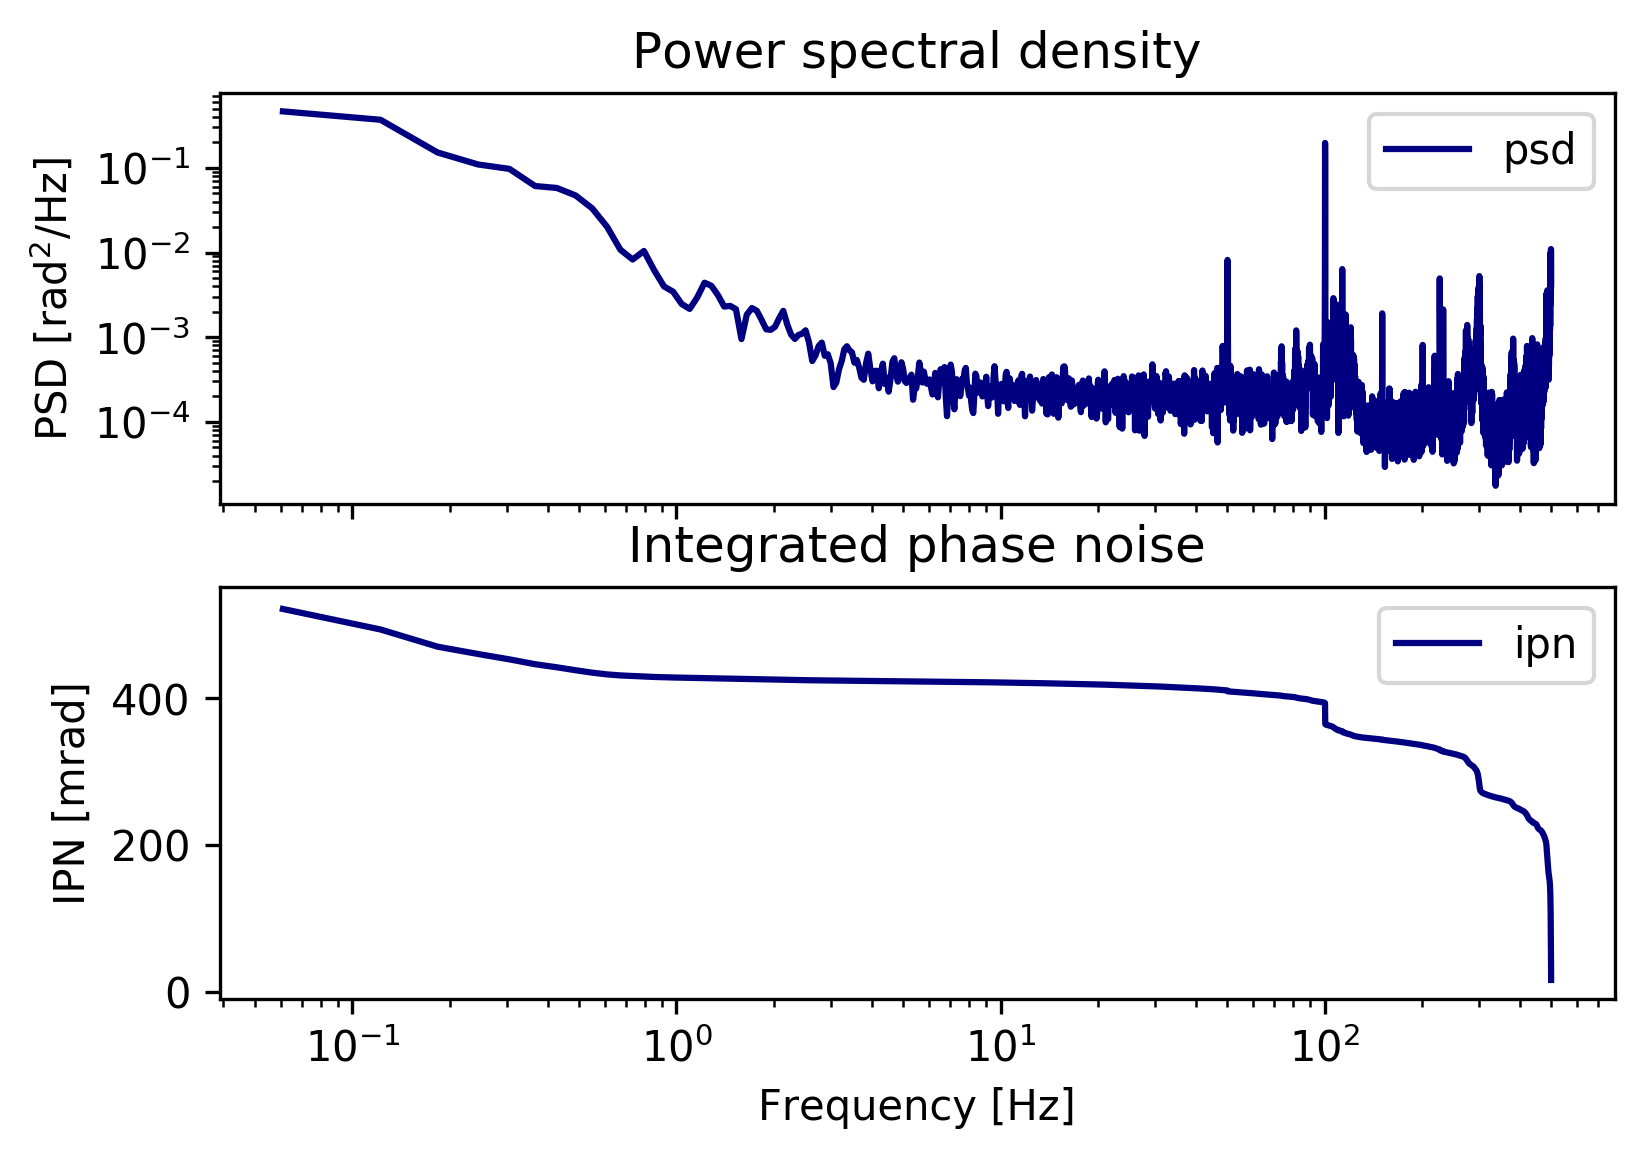 Power spectral density
psd
PSD [rad²/Hz]
10⁻¹
10⁻²
10⁻³
10⁻⁴
Integrated phase noise
ipn
IPN [mrad]
400
200
0
10⁻¹ 10⁰ 10¹ 10²
Frequency [Hz]